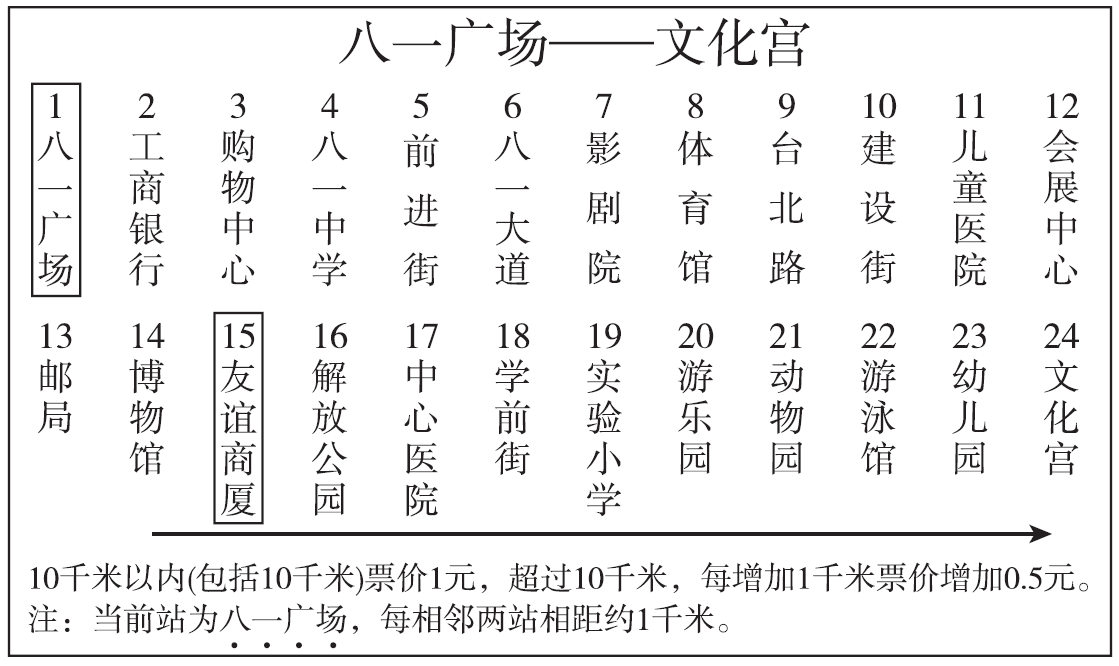 八一广场——文化宫
1 2 3 4 5 6 7 8 9 10 11 12
八一广场 工商银行 购物中心 八一中学 前进街 八一大道 影剧院 体育馆 台北路 建设街 儿童医院 会展中心
13 14 15 16 17 18 19 20 21 22 23 24
邮局 博物馆 友谊商厦 解放公园 中心医院 学前街 实验小学 游乐园 动物园 游泳馆 幼儿园 文化宫
10千米以内(包括10千米)票价1元，超过10千米，每增加1千米票价增加0.5元。
注：当前站为八一广场，每相邻两站相距约1千米。